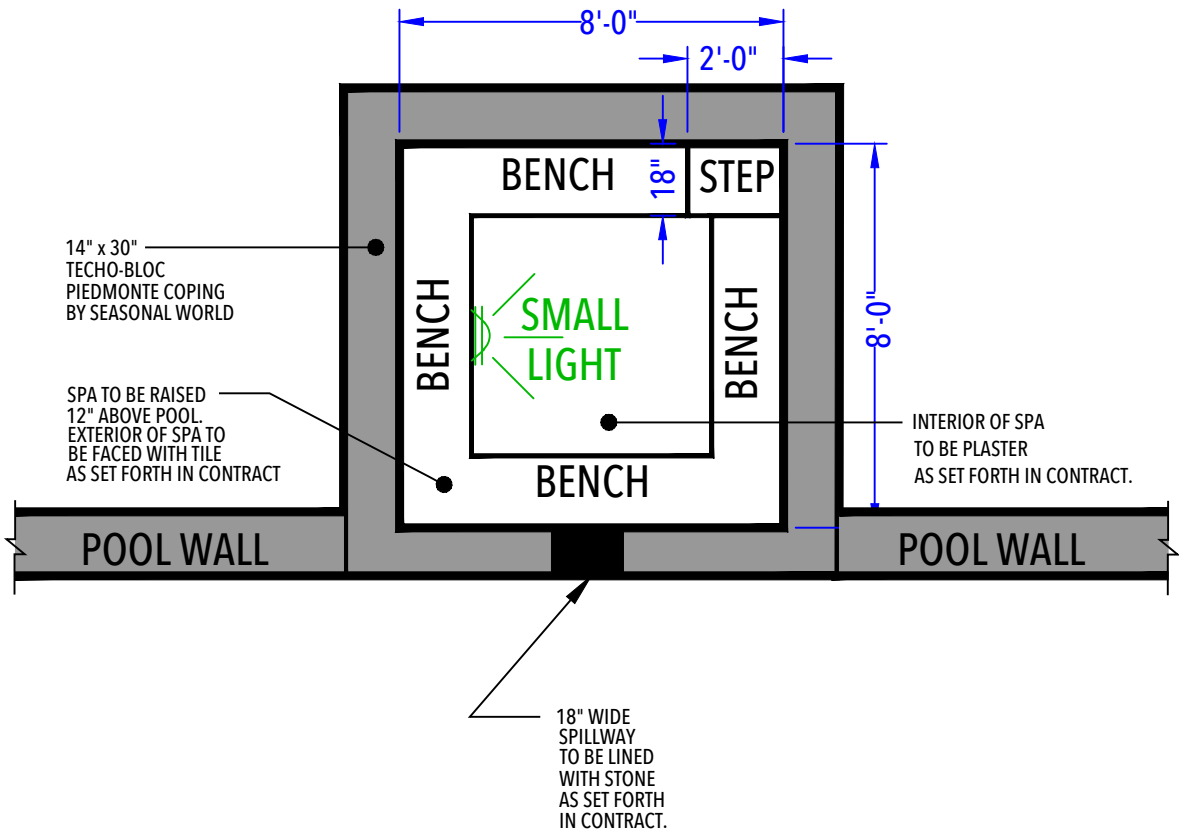 8'-0"
2'-0"
BENCH
18"
STEP
14" x 30"
TECHO-BLOC
PIEDMONTE COPING
BY SEASONAL WORLD
BENCH
SMALL
LIGHT
BENCH
8'-0"
SPA TO BE RAISED
12" ABOVE POOL.
EXTERIOR OF SPA TO
BE FACED WITH TILE
AS SET FORTH IN CONTRACT
INTERIOR OF SPA
TO BE PLASTER
AS SET FORTH IN CONTRACT.
BENCH
POOL WALL
POOL WALL
18" WIDE
SPILLWAY
TO BE LINED
WITH STONE
AS SET FORTH
IN CONTRACT.